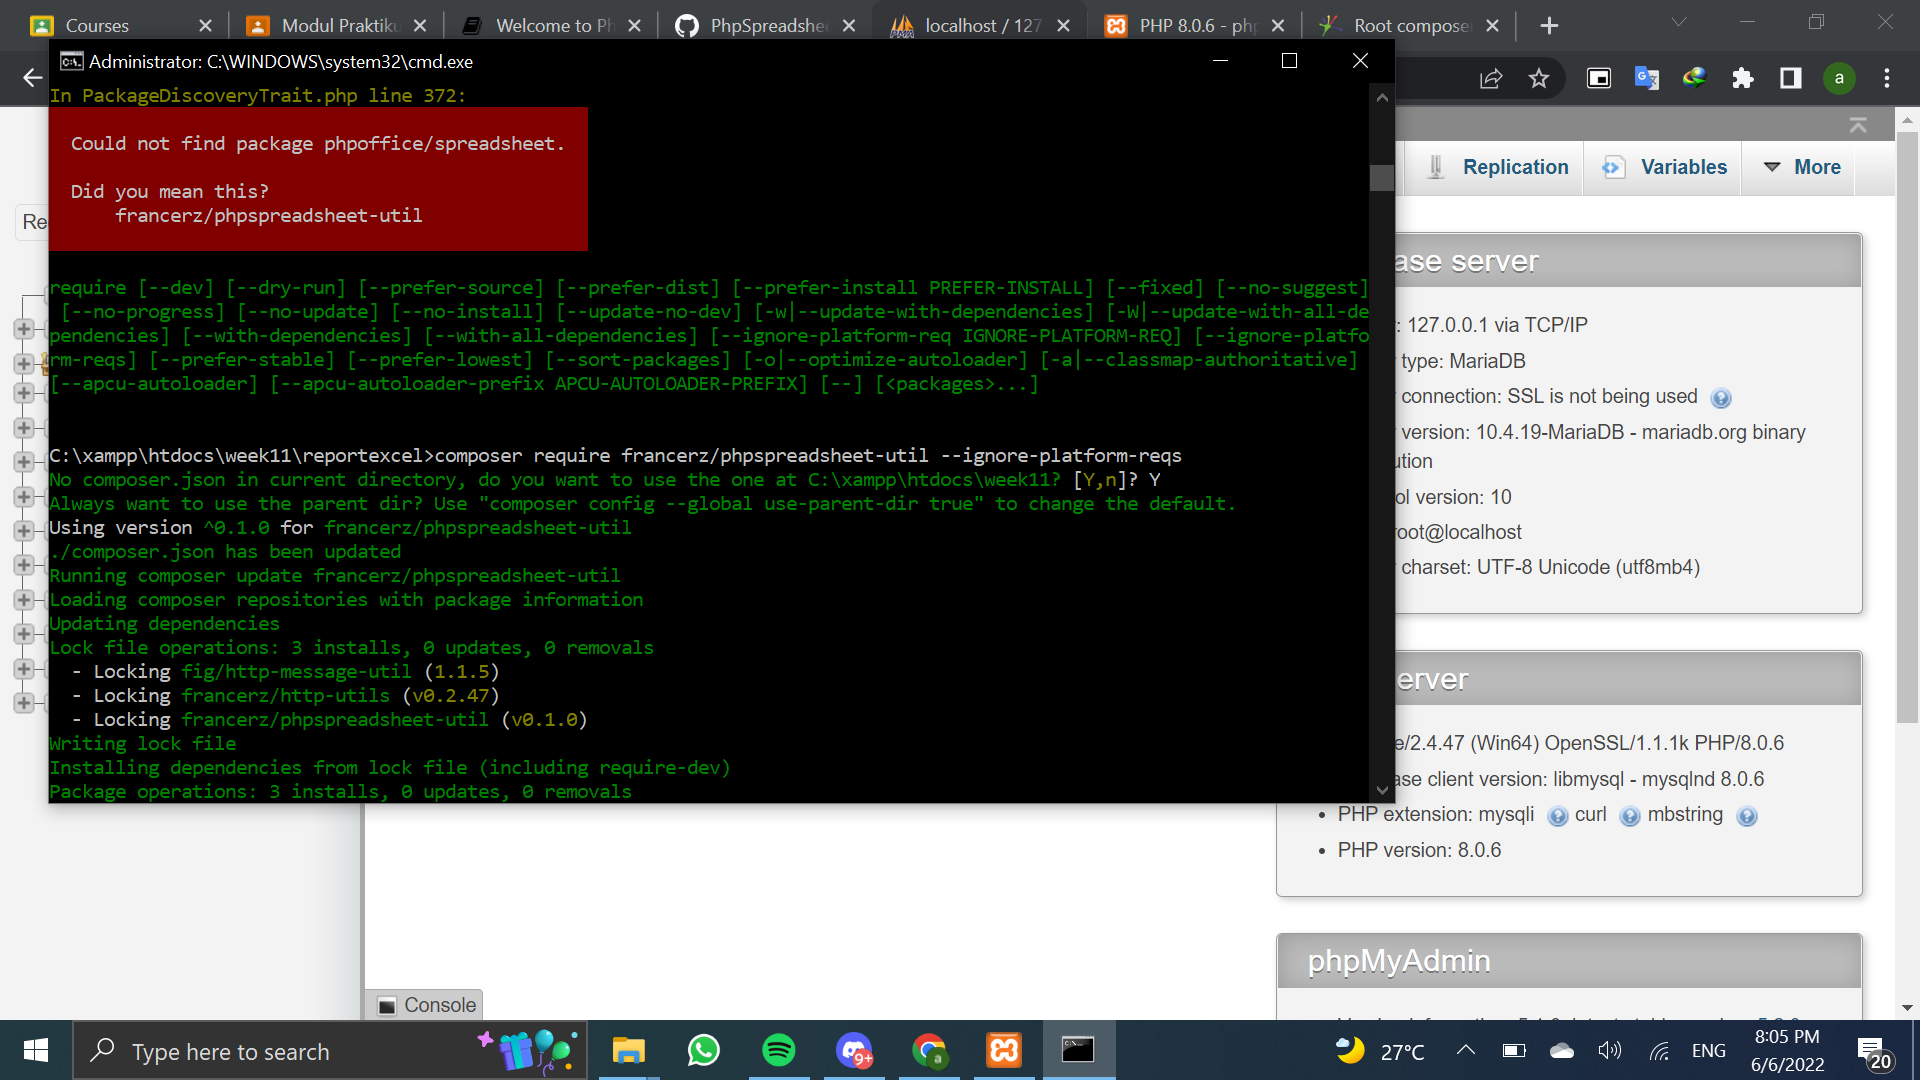 Courses
Modul Praktiku
Welcome to Ph
PhpSpreadshe
localhost / 127
PHP 8.0.6 - php
Root compose
Administrator: C:\WINDOWS\system32\cmd.exe
a
In PackageDiscoveryTrait.php line 372:
Could not find package phpoffice/spreadsheet.
Did you mean this?
francerz/phpspreadsheet-util
Re
Replication
Variables
More
require [--dev] [--dry-run] [--prefer-source] [--prefer-dist] [--prefer-install PREFER-INSTALL] [--fixed] [--no-suggest]
[--no-progress] [--no-update] [--no-install] [--update-no-dev] [-w|--update-with-dependencies] [-W|--update-with-all-de
pendencies] [--with-dependencies] [--with-all-dependencies] [--ignore-platform-req IGNORE-PLATFORM-REQ] [--ignore-platfo
rm-reqs] [--prefer-stable] [--prefer-lowest] [--sort-packages] [-o|--optimize-autoloader] [-a|--classmap-authoritative]
[--apcu-autoloader] [--apcu-autoloader-prefix APCU-AUTOLOADER-PREFIX] [--] [<packages>...]
C:\xampp\htdocs\week11\reportexcel>composer require francerz/phpspreadsheet-util --ignore-platform-reqs
No composer.json in current directory, do you want to use the one at C:\xampp\htdocs\week11? [Y,n]? Y
Always want to use the parent dir? Use "composer config --global use-parent-dir true" to change the default.
Using version ^0.1.0 for francerz/phpspreadsheet-util
./composer.json has been updated
Running composer update francerz/phpspreadsheet-util
Loading composer repositories with package information
Updating dependencies
Lock file operations: 3 installs, 0 updates, 0 removals
- Locking fig/http-message-util (1.1.5)
- Locking francerz/http-utils (v0.2.47)
- Locking francerz/phpspreadsheet-util (v0.1.0)
Writing lock file
Installing dependencies from lock file (including require-dev)
Package operations: 3 installs, 0 updates, 0 removals
ase server
: 127.0.0.1 via TCP/IP
type: MariaDB
connection: SSL is not being used
version: 10.4.19-MariaDB - mariadb.org binary
ution
ol version: 10
root@localhost
charset: UTF-8 Unicode (utf8mb4)
erver
e/2.4.47 (Win64) OpenSSL/1.1.1k PHP/8.0.6
ase client version: libmysql - mysqlnd 8.0.6
PHP extension: mysqli curl mbstring
PHP version: 8.0.6
phpMyAdmin
Console
Type here to search
9+
a
27°C
ENG
8:05 PM
6/6/2022
20